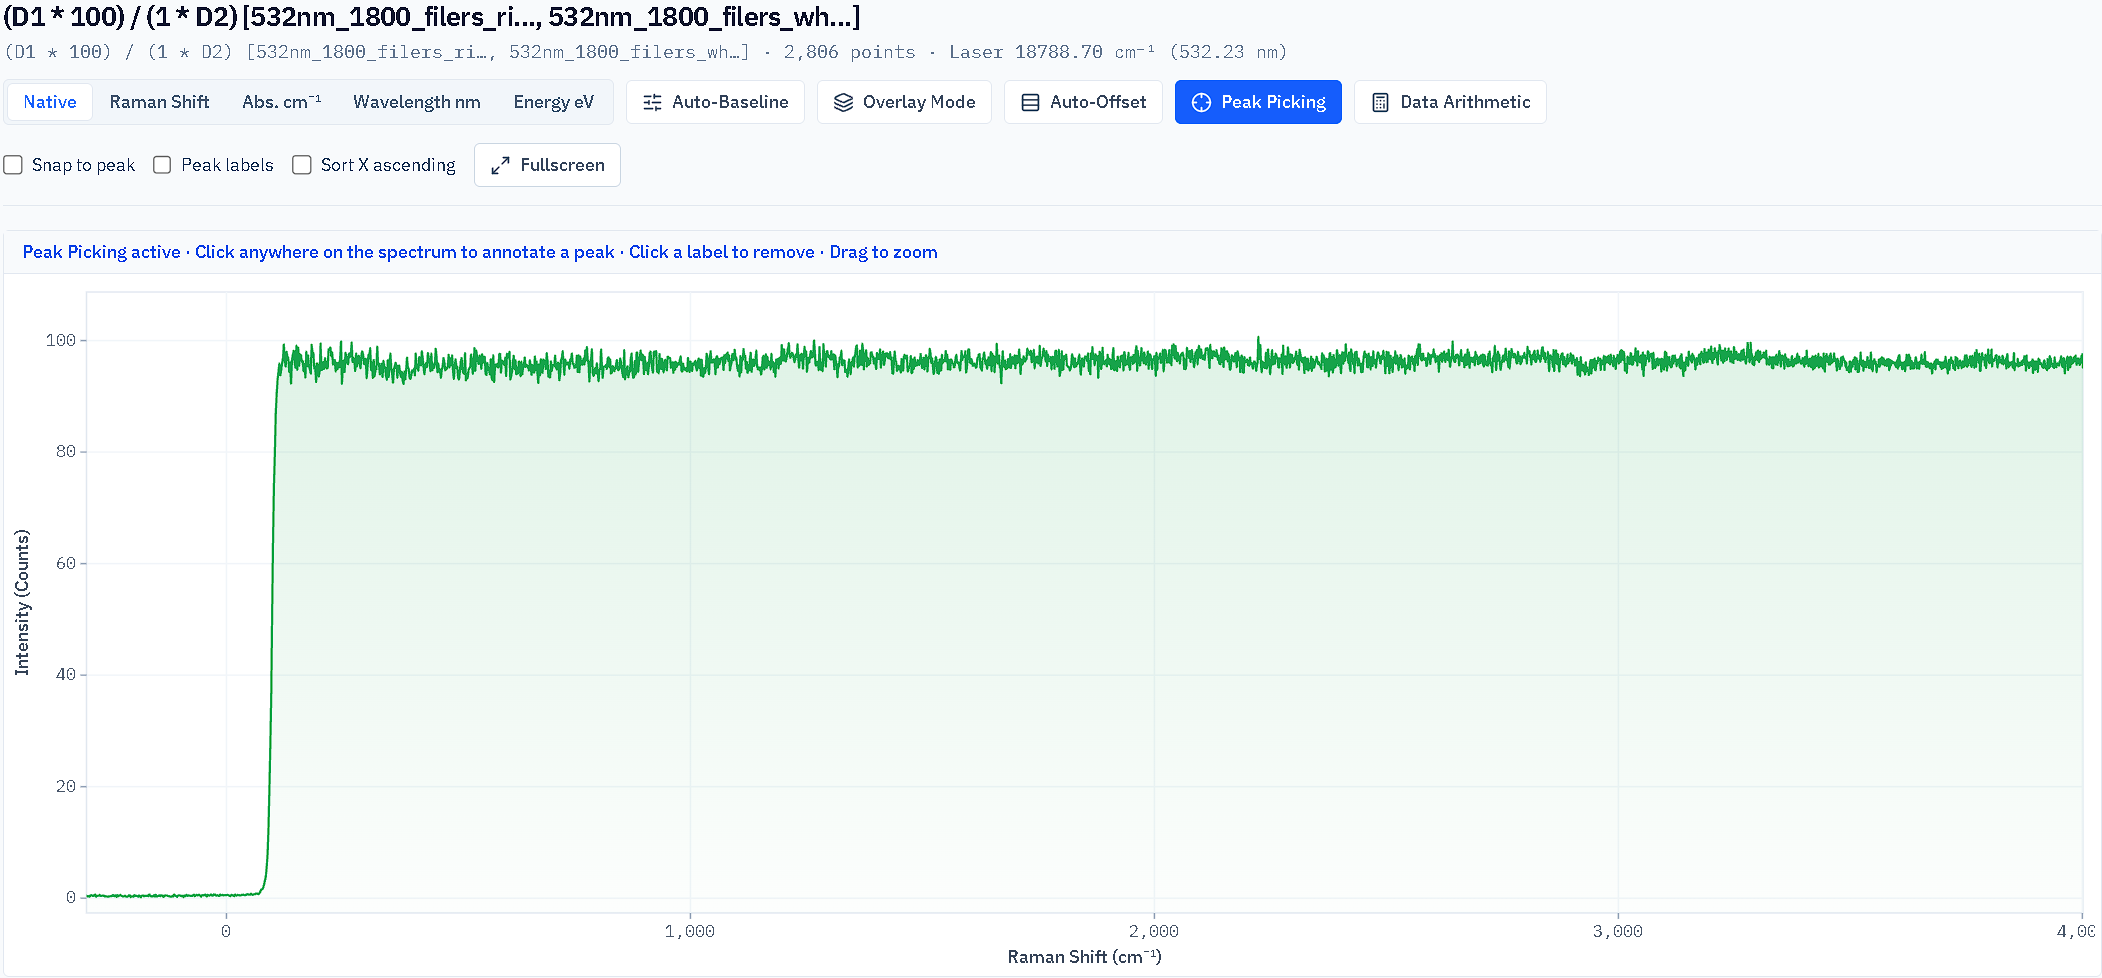 (D1 * 100) / (1 * D2) [532nm_1800_filers_ri..., 532nm_1800_filers_wh...]
(D1 * 100) / (1 * D2) [532nm_1800_filers_ri…, 532nm_1800_filers_wh…] · 2,806 points · Laser 18788.70 cm⁻¹ (532.23 nm)
Native Raman Shift Abs. cm⁻¹ Wavelength nm Energy eV Auto-Baseline Overlay Mode Auto-Offset Peak Picking Data Arithmetic
Snap to peak Peak labels Sort X ascending Fullscreen
Peak Picking active · Click anywhere on the spectrum to annotate a peak · Click a label to remove · Drag to zoom
100
80
60
40
20
0
Intensity (Counts)
0 1,000 2,000 3,000 4,00
Raman Shift (cm⁻¹)